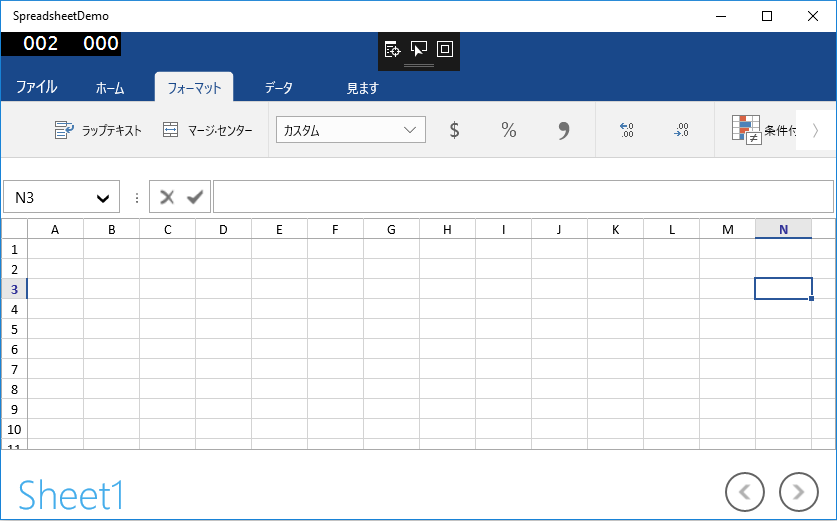 SpreadsheetDemo
002 000
ファイル ホーム フォーマット データ 見ます
ラップテキスト マージ·センター カスタム $ % , ←.0 .00 .00 →.0 ≠ 条件付
N3
A B C D E F G H I J K L M N
1
2
3
4
5
6
7
8
9
10
11
Sheet1